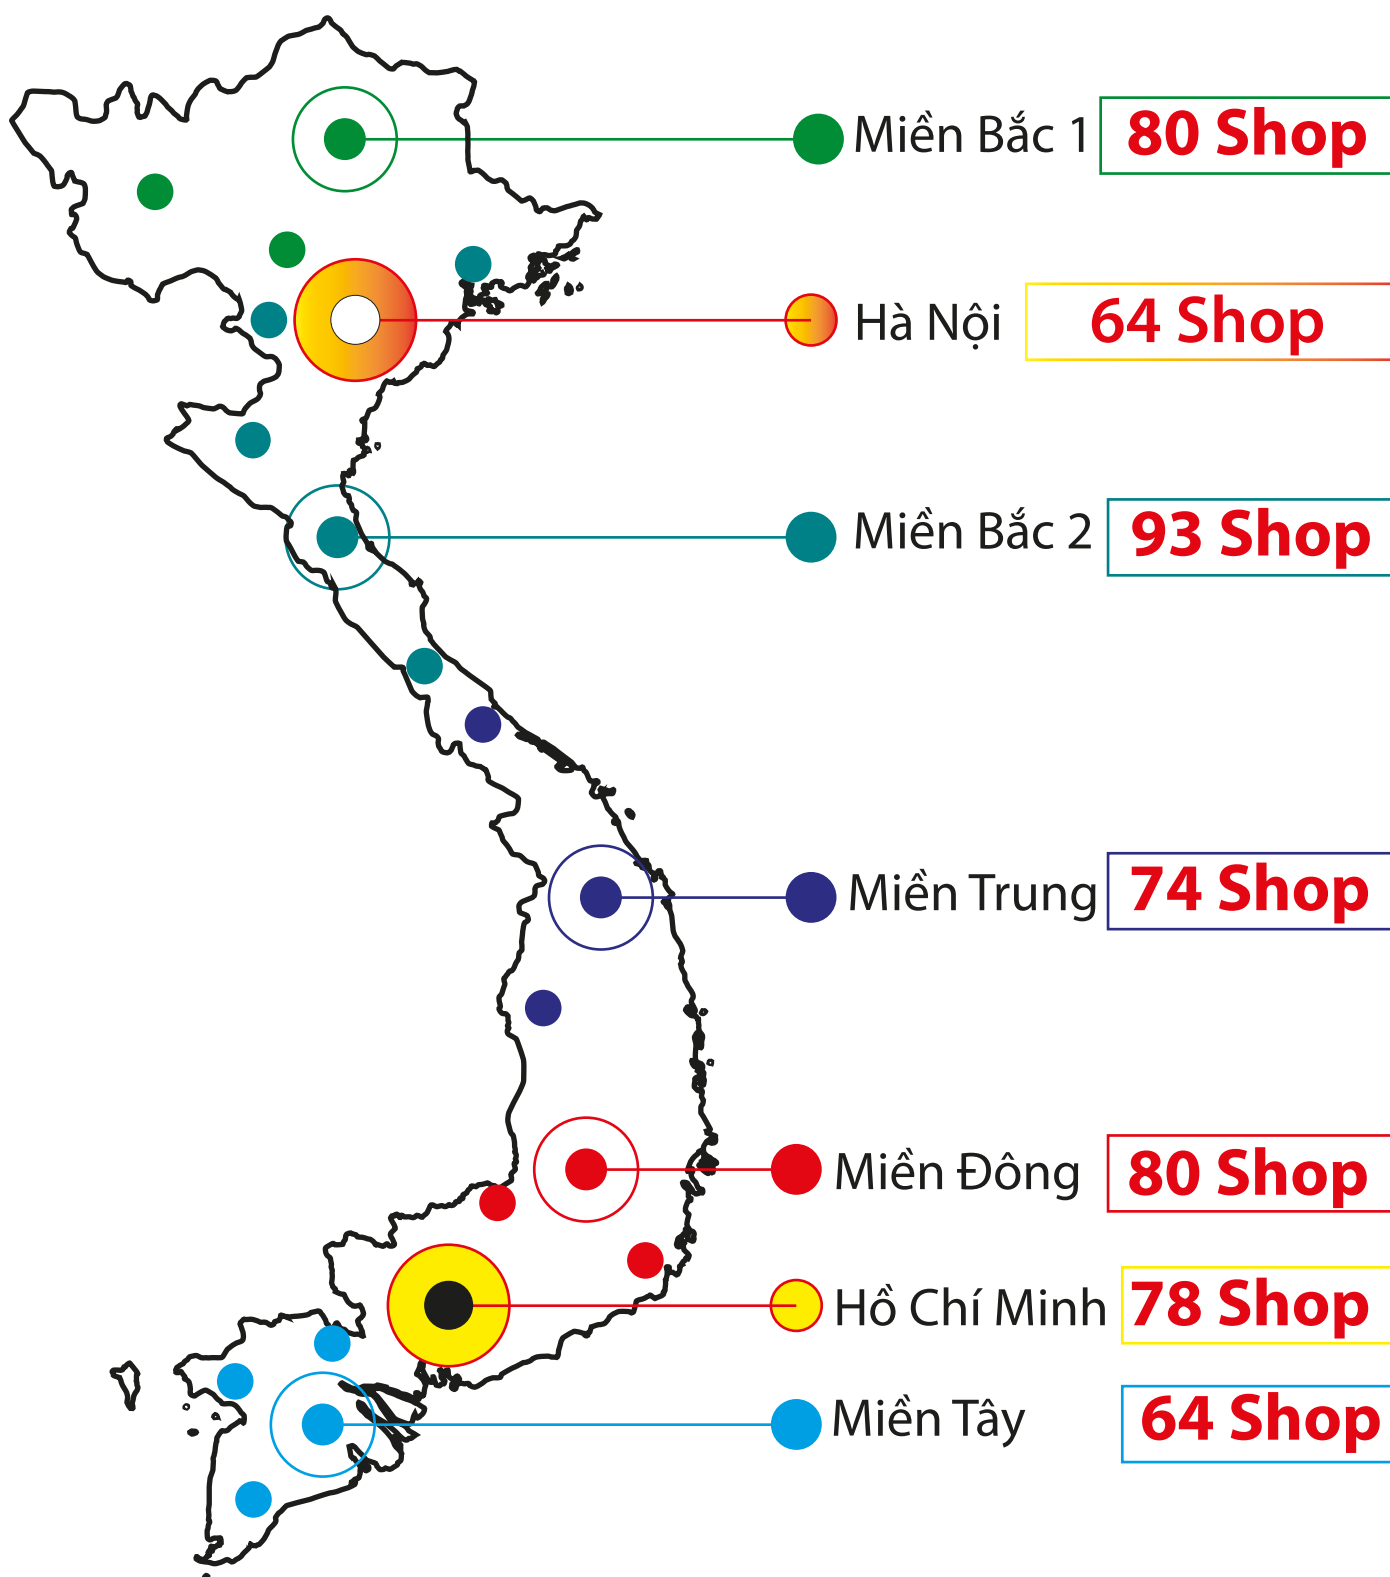 Miền Bắc 1 80 Shop
Hà Nội 64 Shop
Miền Bắc 2 93 Shop
Miền Trung 74 Shop
Miền Đông 80 Shop
Hồ Chí Minh 78 Shop
Miền Tây 64 Shop